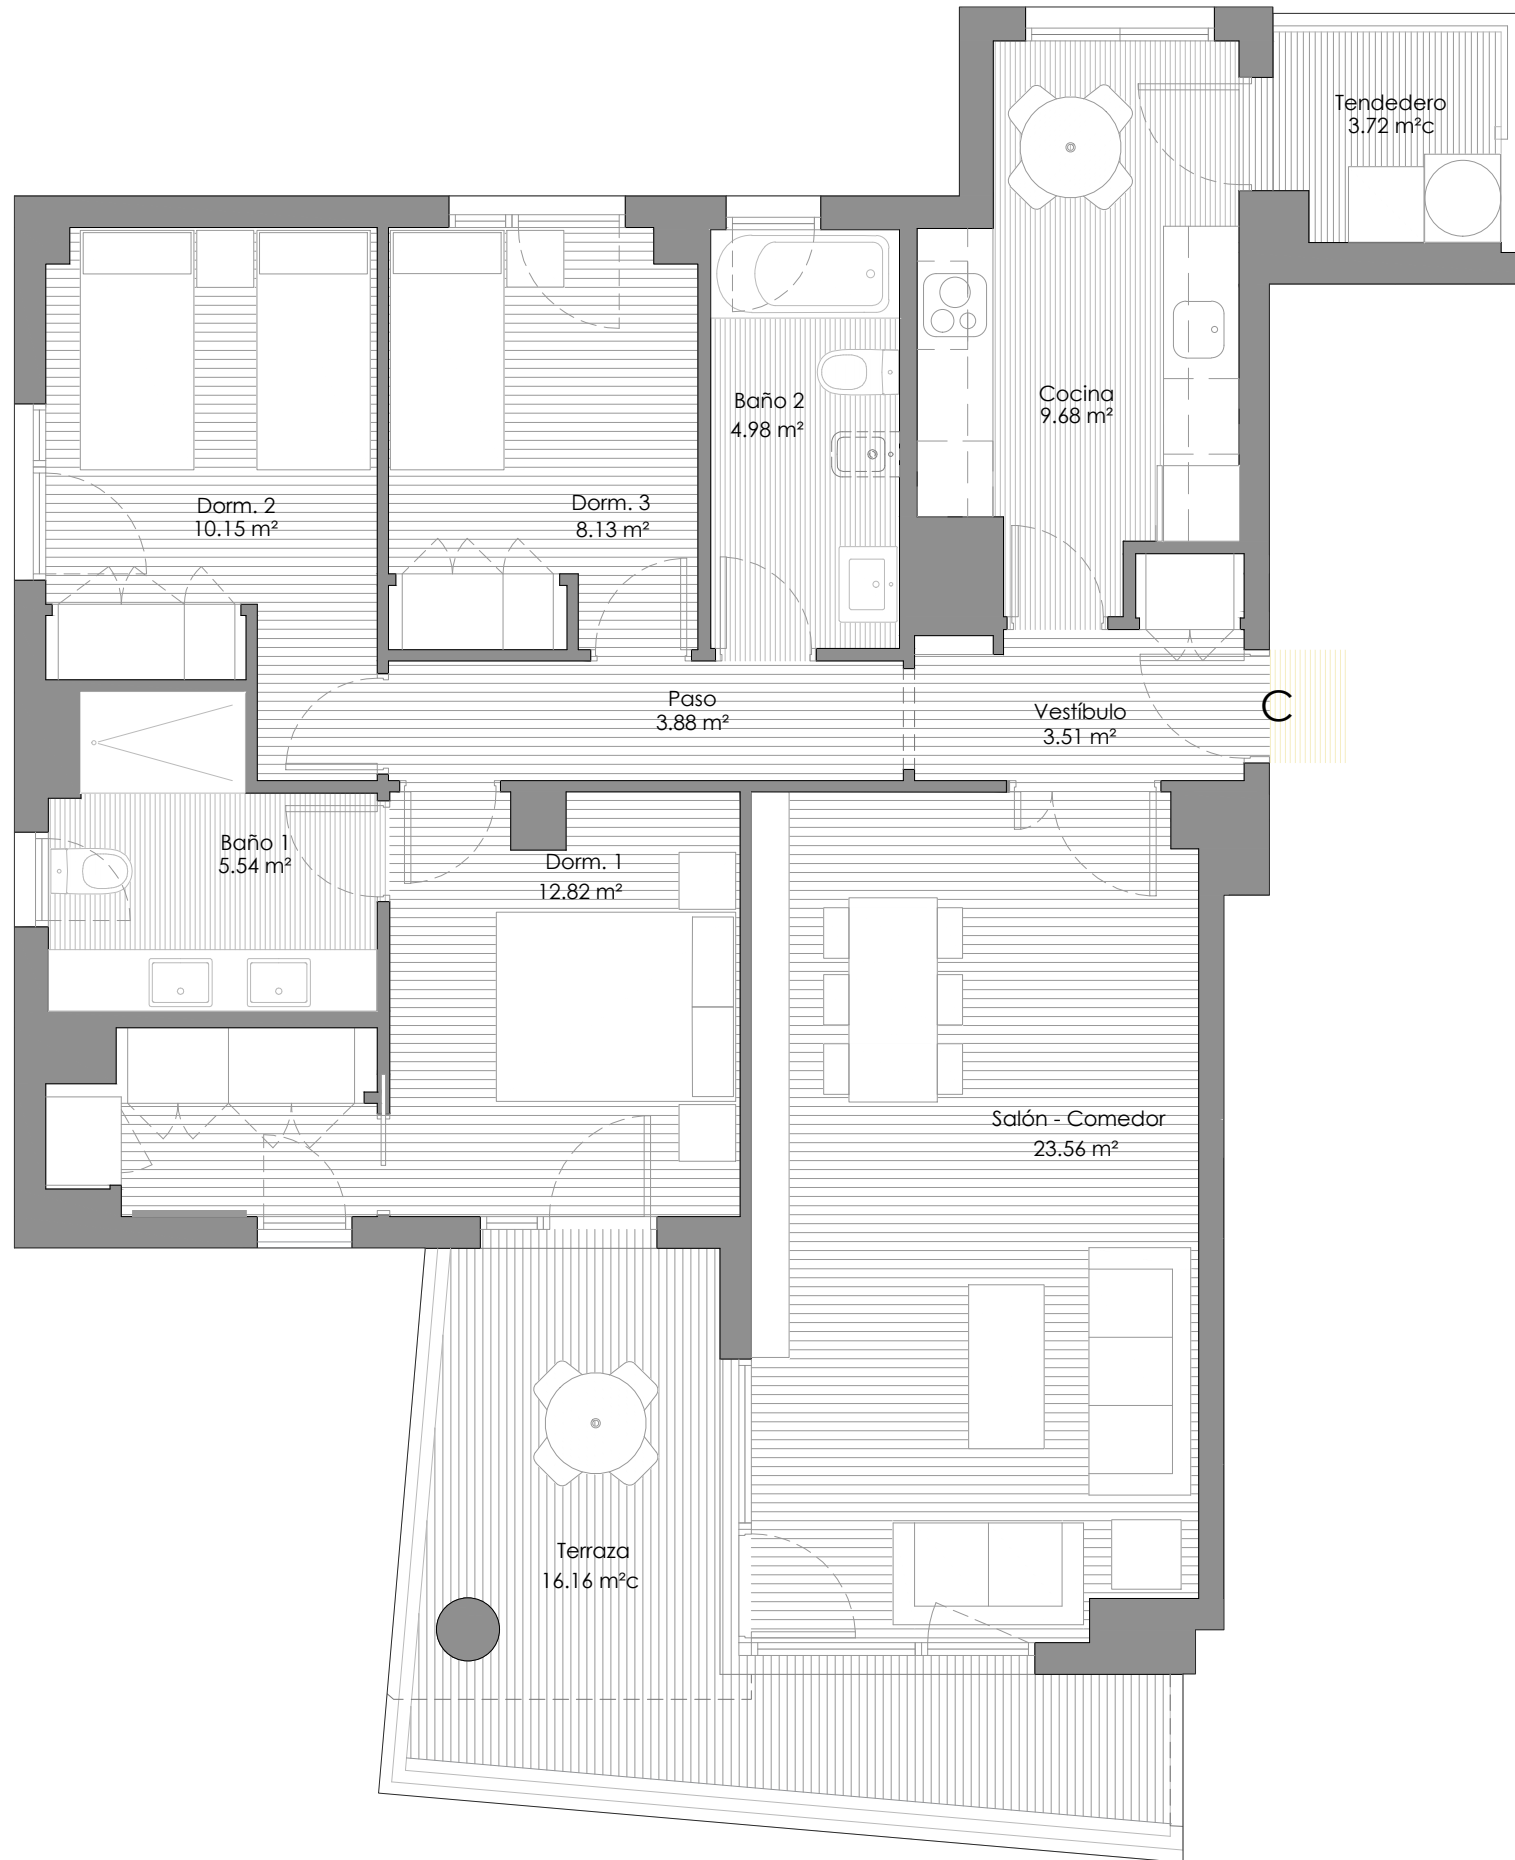 Tendedero
3.72 m²c
Cocina
9.68 m²
Baño 2
4.98 m²
Dorm. 2
10.15 m²
Dorm. 3
8.13 m²
Paso
3.88 m²
Vestíbulo
3.51 m²
C
Baño 1
5.54 m²
Dorm. 1
12.82 m²
Salón - Comedor
23.56 m²
Terraza
16.16 m²c